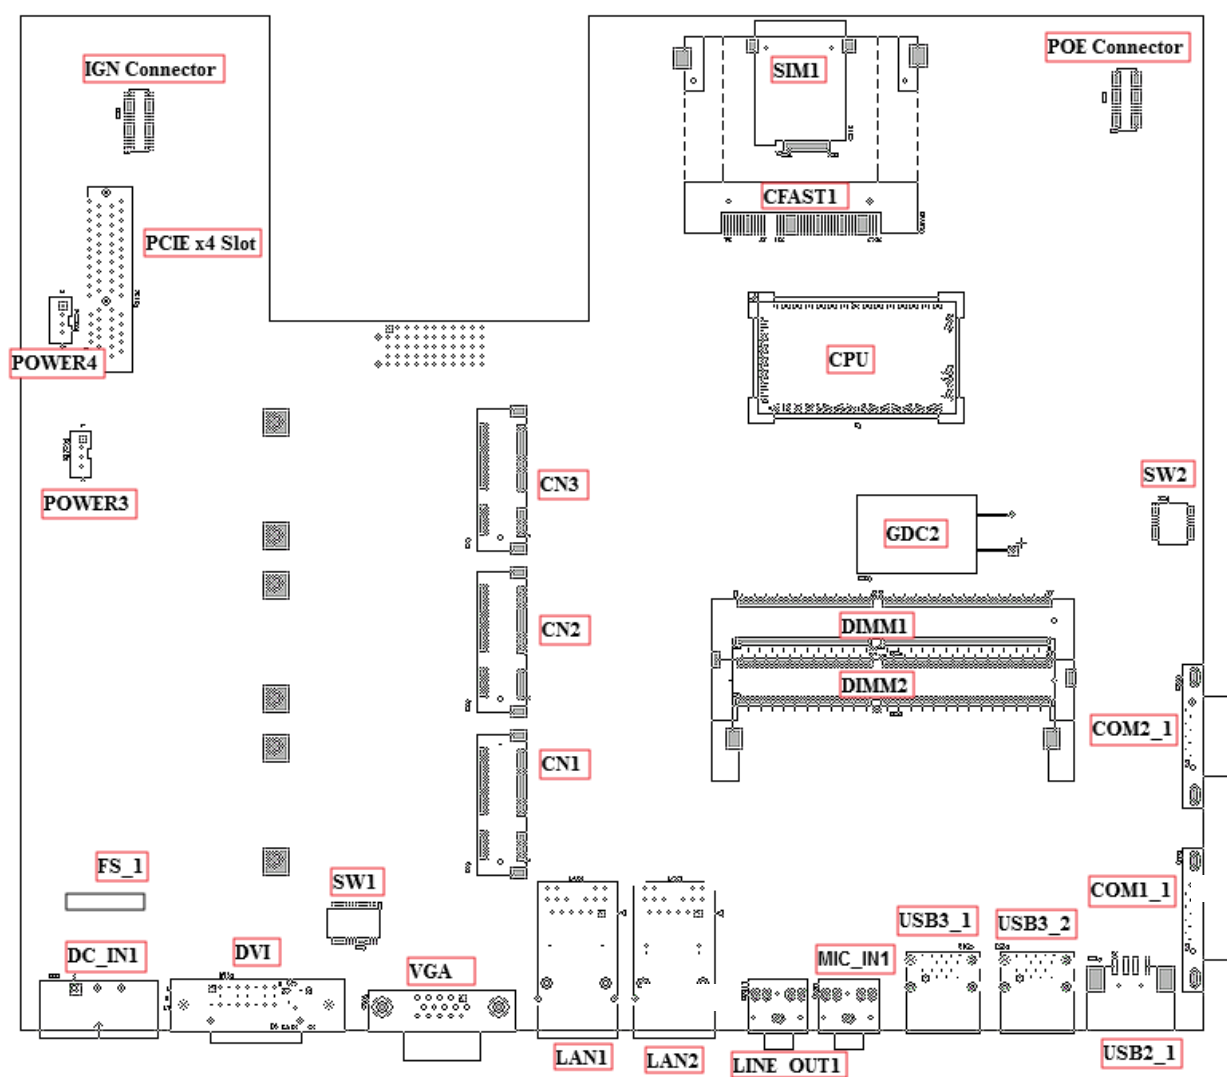 IGN Connector
POE Connector
SIM1
CFAST1
PCIE x4 Slot
POWER4
CPU
POWER3
CN3
SW2
GDC2
CN2
DIMM1
DIMM2
COM2_1
CN1
FS_1
SW1
COM1_1
USB3_1
USB3_2
DC_IN1
DVI
VGA
MIC_IN1
LAN1
LAN2
LINE_OUT1
USB2_1